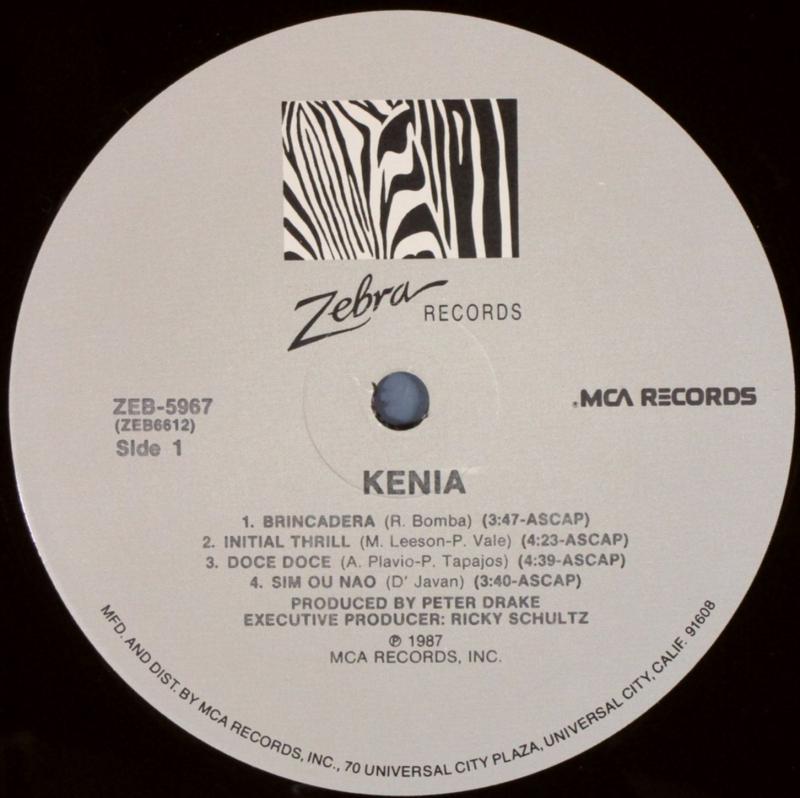 Zebra RECORDS
MCA RECORDS
ZEB-5967
(ZEB6612)
Side 1
KENIA
1. BRINCADERA (R. Bomba) (3:47-ASCAP)
2. INITIAL THRILL (M. Leeson-P. Vale) (4:23-ASCAP)
3. DOCE DOCE (A. Plavio-P. Tapajos) (4:39-ASCAP)
4. SIM OU NAO (D' Javan) (3:40-ASCAP)
PRODUCED BY PETER DRAKE
EXECUTIVE PRODUCER: RICKY SCHULTZ
℗ 1987
MCA RECORDS, INC.
MFD. AND DIST. BY MCA RECORDS, INC., 70 UNIVERSAL CITY PLAZA, UNIVERSAL CITY, CALIF. 91608